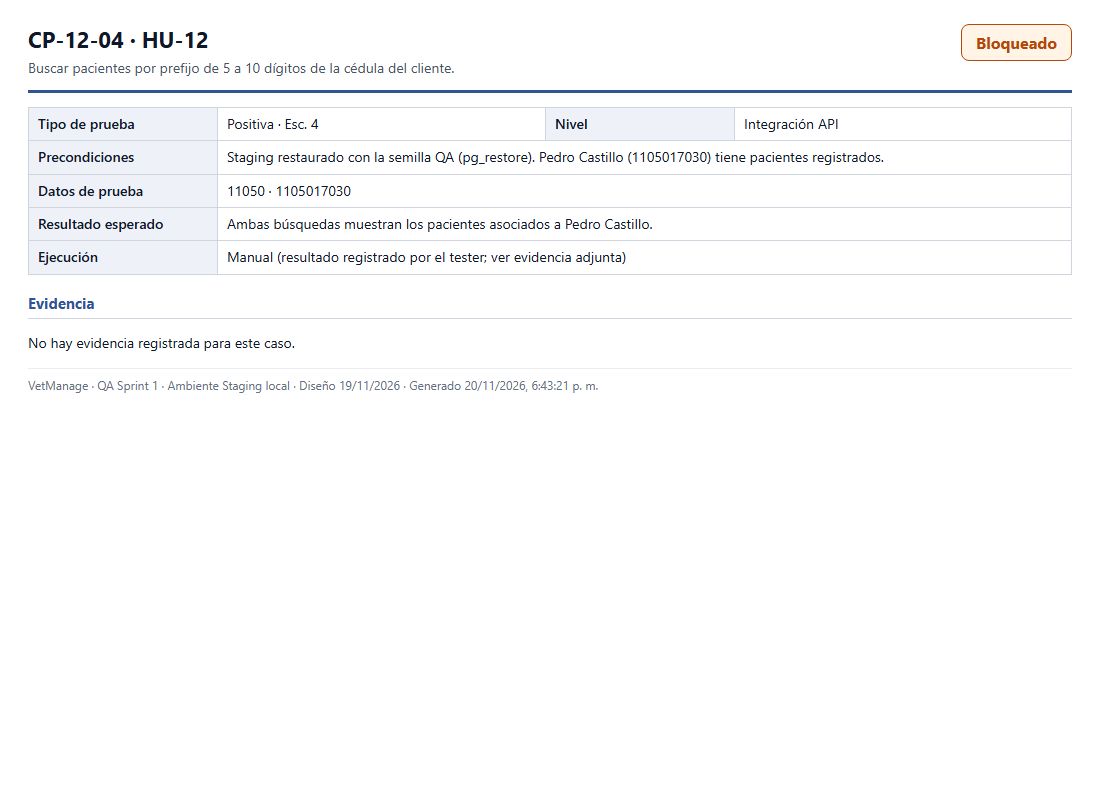 CP-12-04 · HU-12
Bloqueado
Buscar pacientes por prefijo de 5 a 10 dígitos de la cédula del cliente.
Tipo de prueba Positiva · Esc. 4 Nivel Integración API
Precondiciones Staging restaurado con la semilla QA (pg_restore). Pedro Castillo (1105017030) tiene pacientes registrados.
Datos de prueba 11050 · 1105017030
Resultado esperado Ambas búsquedas muestran los pacientes asociados a Pedro Castillo.
Ejecución Manual (resultado registrado por el tester; ver evidencia adjunta)
Evidencia
No hay evidencia registrada para este caso.
VetManage · QA Sprint 1 · Ambiente Staging local · Diseño 19/11/2026 · Generado 20/11/2026, 6:43:21 p. m.